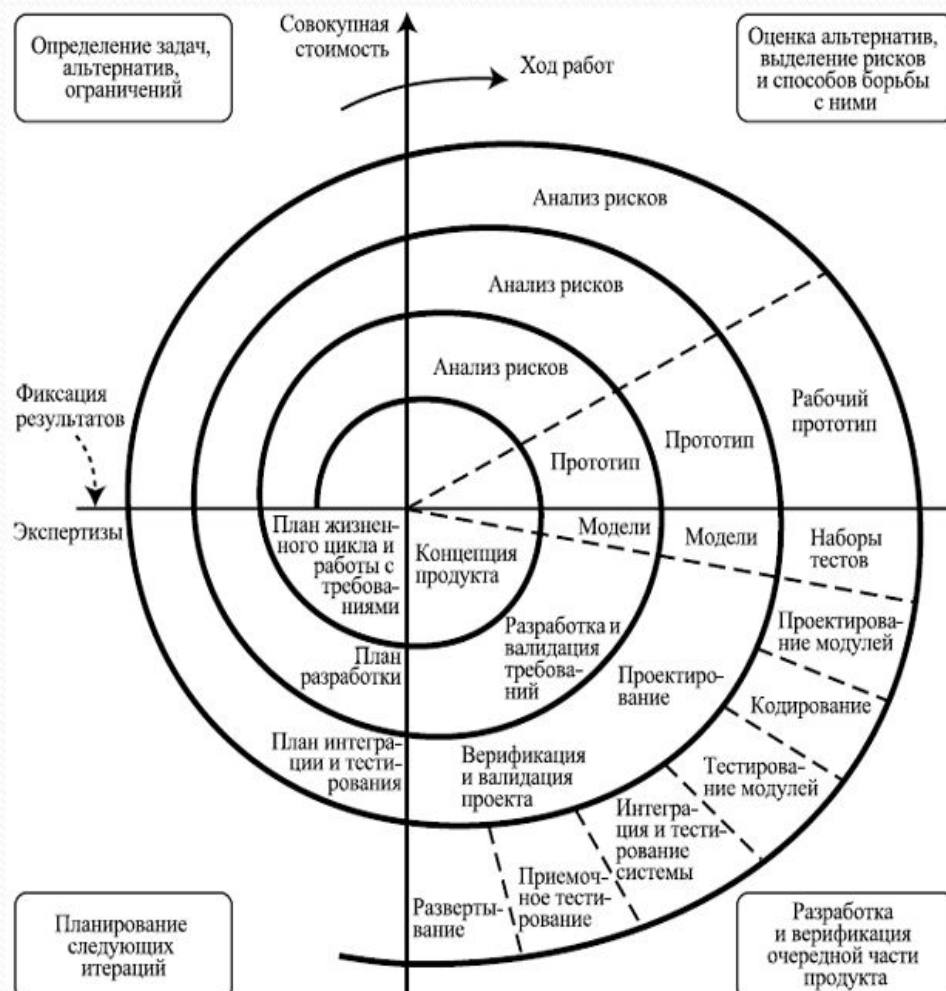 Определение задач,
альтернатив,
ограничений
Совокупная
стоимость
Ход работ
Оценка альтернатив,
выделение рисков
и способов борьбы
с ними
Анализ рисков
Анализ рисков
Анализ рисков
Фиксация
результатов
Рабочий
прототип
Прототип
Прототип
Экспертизы
План жизнен-
ного цикла и
работы с
требова-
ниями
Концепция
продукта
Модели
Модели
Наборы
тестов
Разработка и
валидация
требова-
ний
План
разработки
Проектиро-
вание
Проектирова-
ние модулей
Кодирование
План интегра-
ции и тести-
рования
Верификация
и валидация
проекта
Тестирова-
ние модулей
Интегра-
ция и тести-
рование
системы
Приемоч-
ное тести-
рование
Разверты-
вание
Планирование
следующих
итераций
Разработка
и верификация
очередной части
продукта